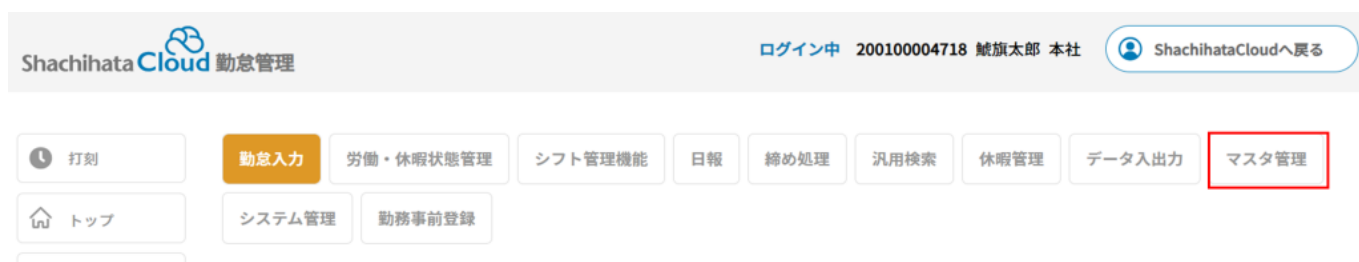 Shachihata Cloud 勤怠管理
ログイン中 200100004718 鯱旗太郎 本社
ShachihataCloudへ戻る
打刻
勤怠入力 労働・休暇状態管理 シフト管理機能 日報 締め処理 汎用検索 休暇管理 データ入出力 マスタ管理
トップ
システム管理 勤務事前登録